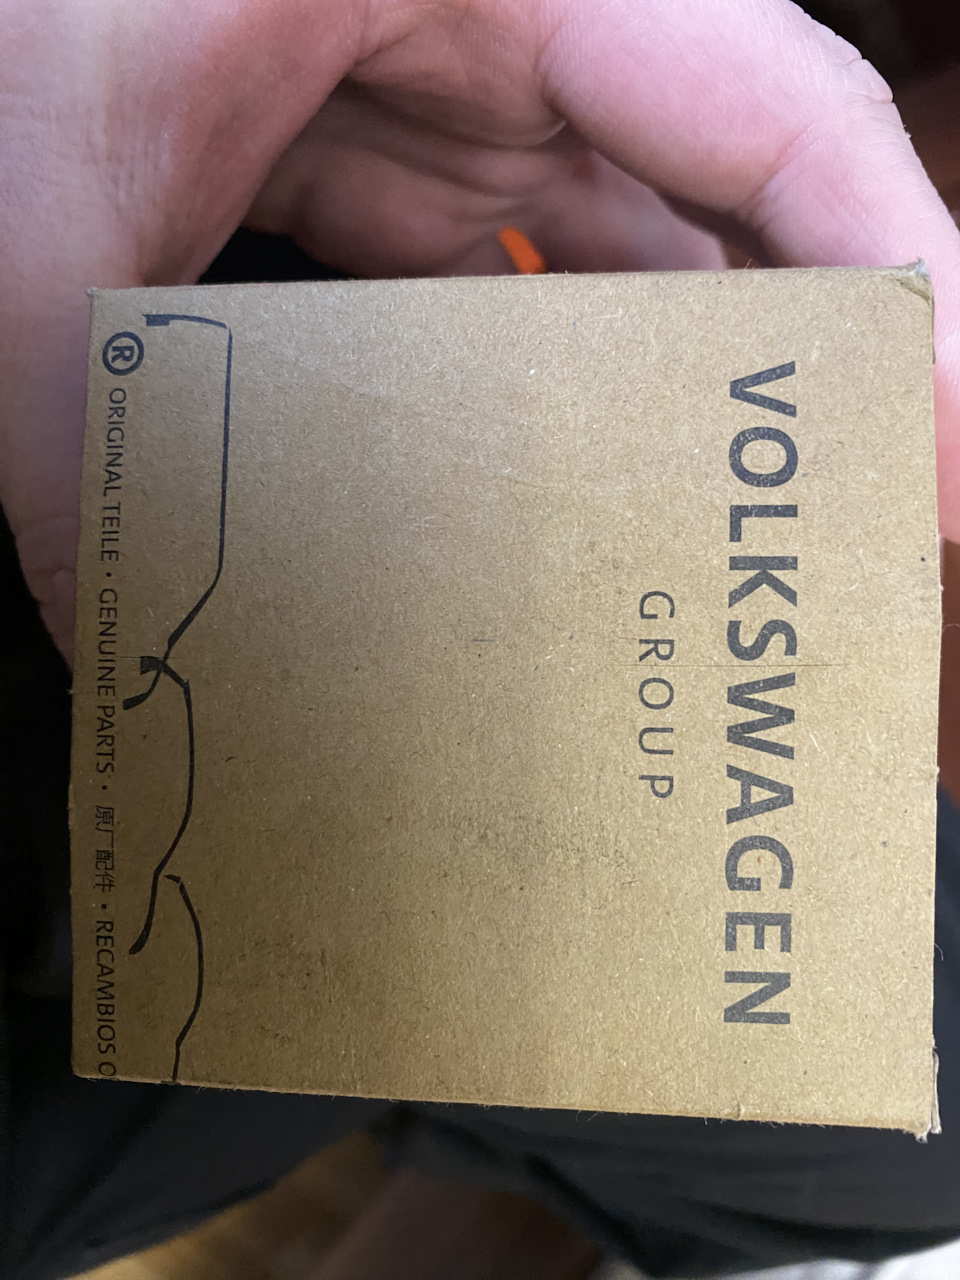 VOLKSWAGEN
GROUP
® ORIGINAL TEILE • GENUINE PARTS • 原厂配件 • RECAMBIOS O